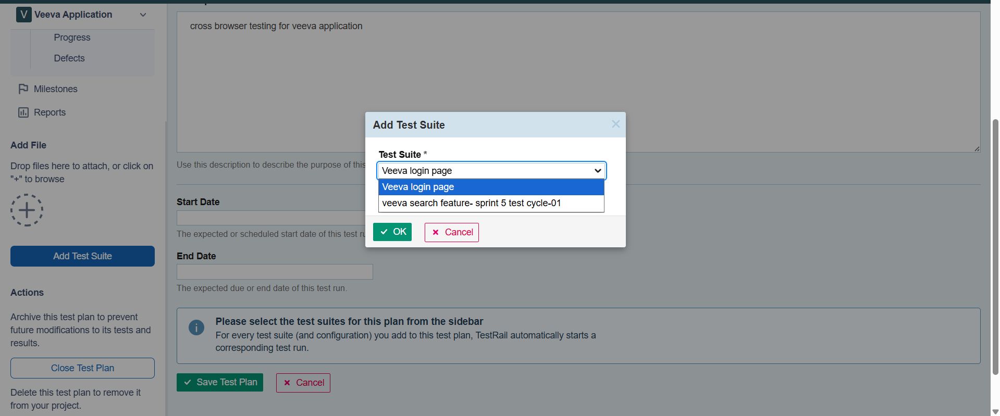 V Veeva Application
Progress
Defects
Milestones
Reports
Add File
Drop files here to attach, or click on
"+" to browse
Add Test Suite
Actions
Archive this test plan to prevent
future modifications to its tests and
results.
Close Test Plan
Delete this test plan to remove it
from your project.
cross browser testing for veeva application
Use this description to describe the purpose of this
Start Date
The expected or scheduled start date of this test
End Date
The expected due or end date of this test run.
Please select the test suites for this plan from the sidebar
For every test suite (and configuration) you add to this test plan, TestRail automatically starts a
corresponding test run.
Save Test Plan
Cancel
Add Test Suite
Test Suite *
Veeva login page
Veeva login page
veeva search feature- sprint 5 test cycle-01
OK
Cancel